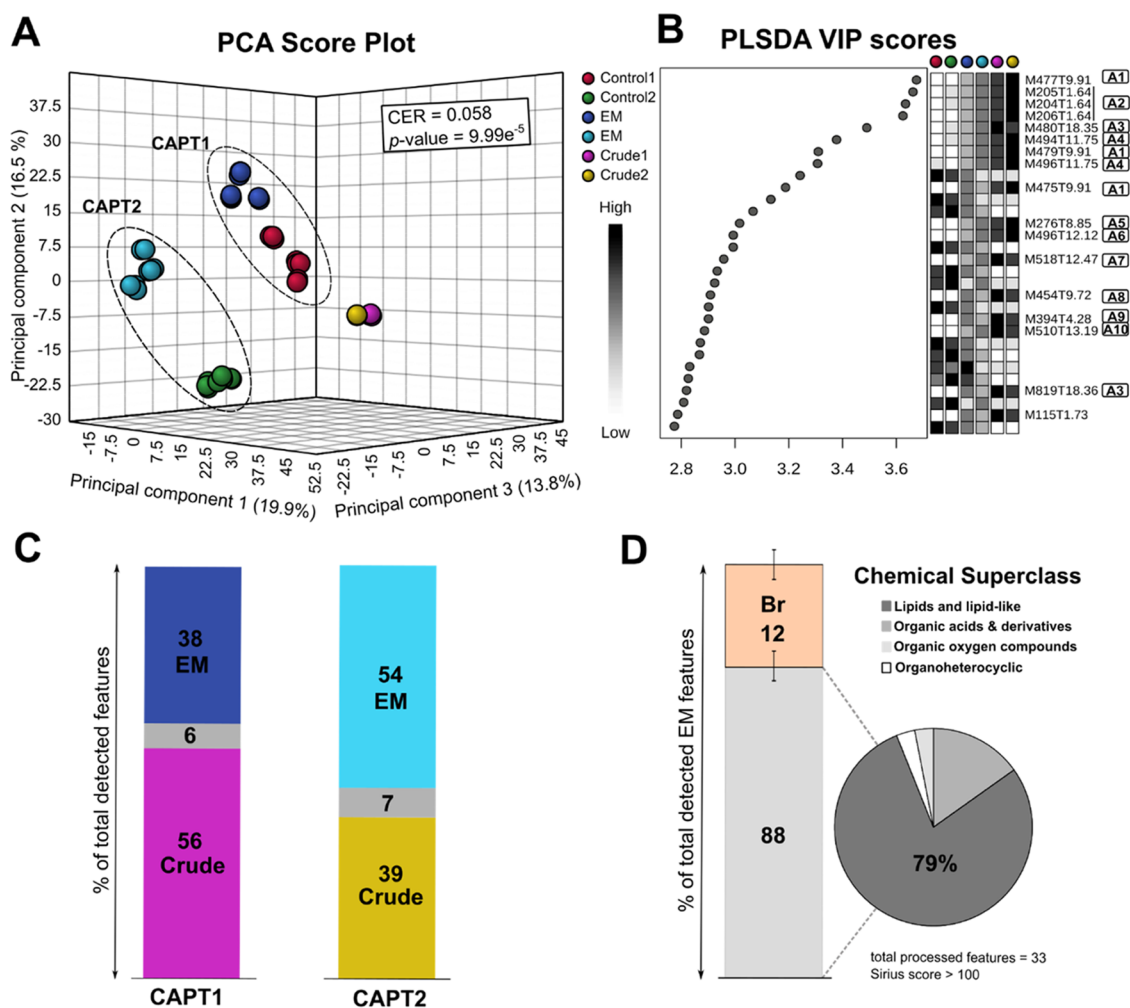 A
PCA Score Plot
37.5
30
22.5
15
7.5
0
-7.5
-15
-22.5
-30
Principal component 2 (16.5 %)
CAPT1
CAPT2
CER = 0.058
p-value = 9.99e-5
-15
-7.5
0
7.5
15
22.5
30
37.5
45
52.5
Principal component 1 (19.9%)
-22.5
-15
-7.5
0
7.5
15
22.5
30
37.5
45
Principal component 3 (13.8%)
Control1
Control2
EM
EM
Crude1
Crude2
High
Low
B
PLSDA VIP scores
M477T9.91 A1
M205T1.64
M204T1.64 A2
M206T1.64
M480T18.35 A3
M494T11.75 A4
M479T9.91 A1
M496T11.75 A4
M475T9.91 A1
M276T8.85 A5
M496T12.12 A6
M518T12.47 A7
M454T9.72 A8
M394T4.28 A9
M510T13.19 A10
M819T18.36 A3
M115T1.73
2.8 3.0 3.2 3.4 3.6
C
% of total detected features
38
EM
6
56
Crude
CAPT1
54
EM
7
39
Crude
CAPT2
D
% of total detected EM features
Br
12
88
Chemical Superclass
Lipids and lipid-like
Organic acids & derivatives
Organic oxygen compounds
Organoheterocyclic
79%
total processed features = 33
Sirius score > 100